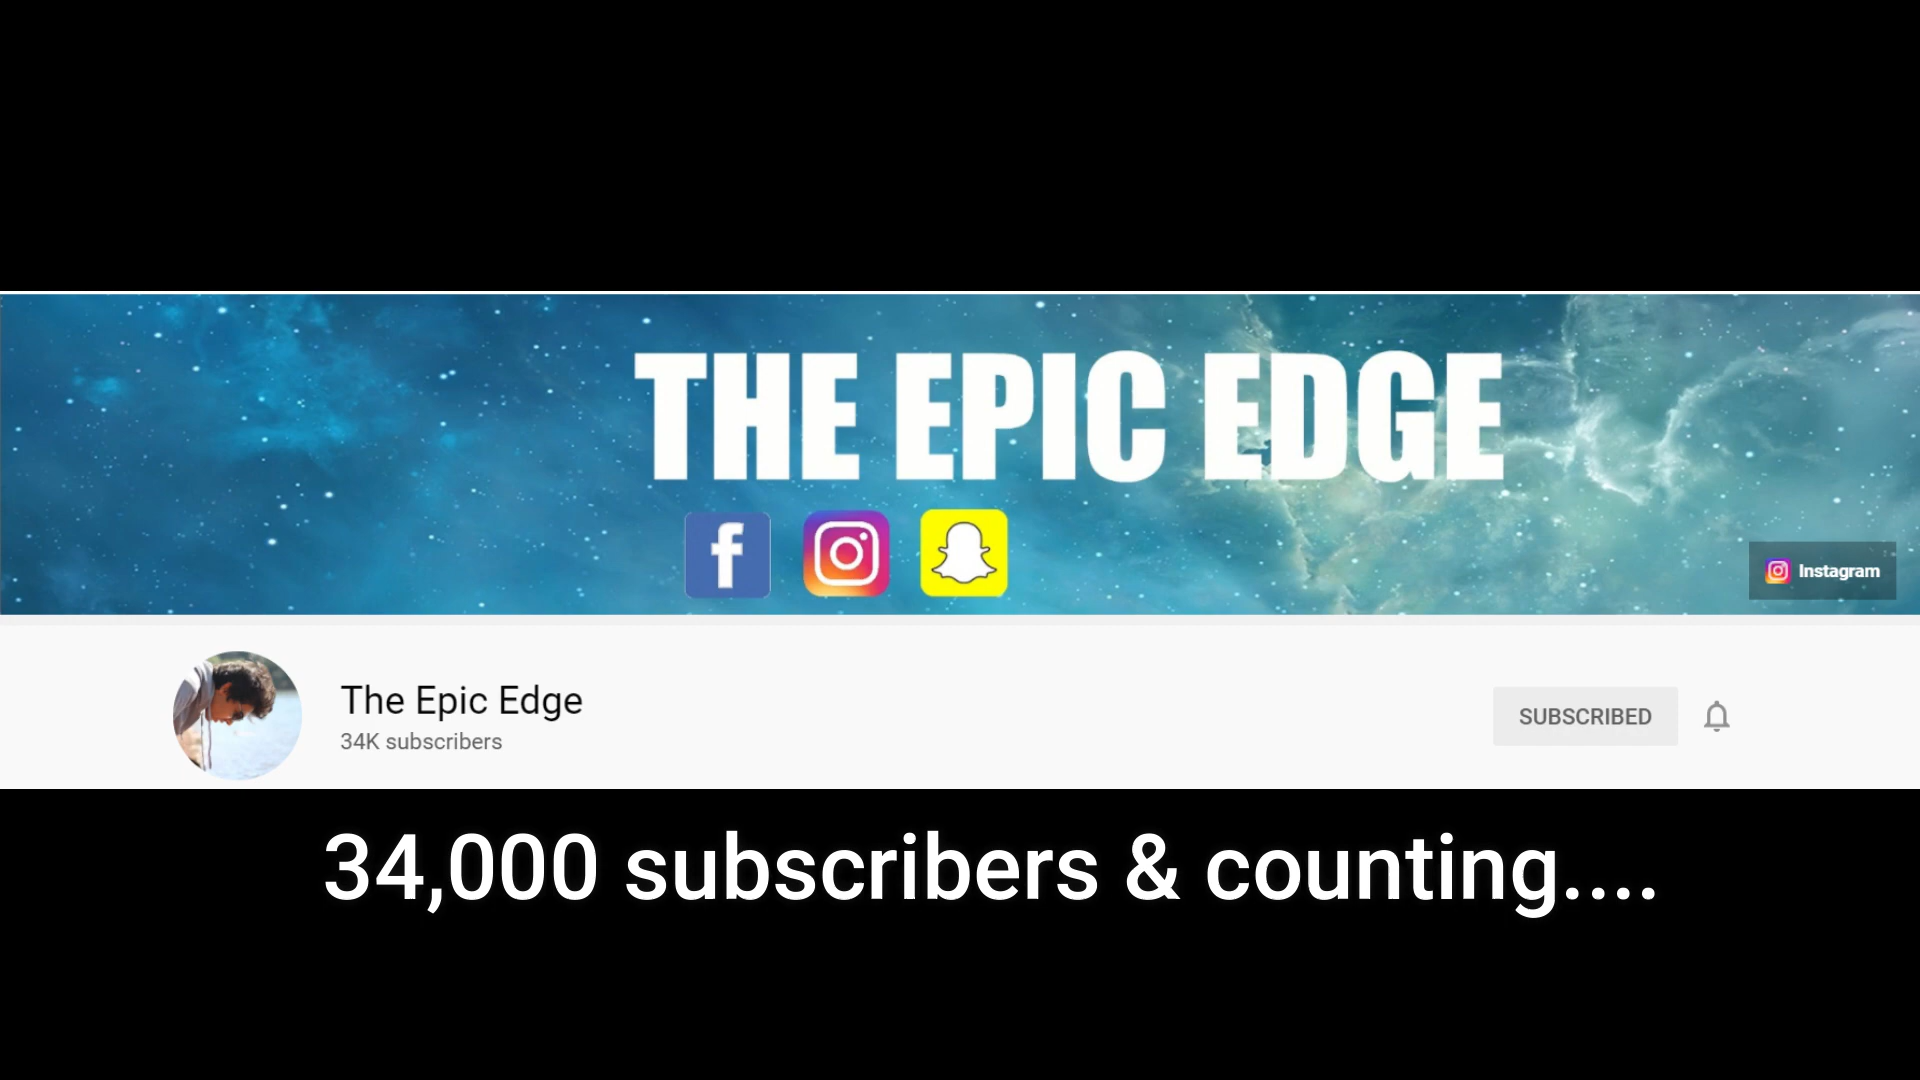 THE EPIC EDGE
Instagram
The Epic Edge
34K subscribers
SUBSCRIBED
34,000 subscribers & counting....